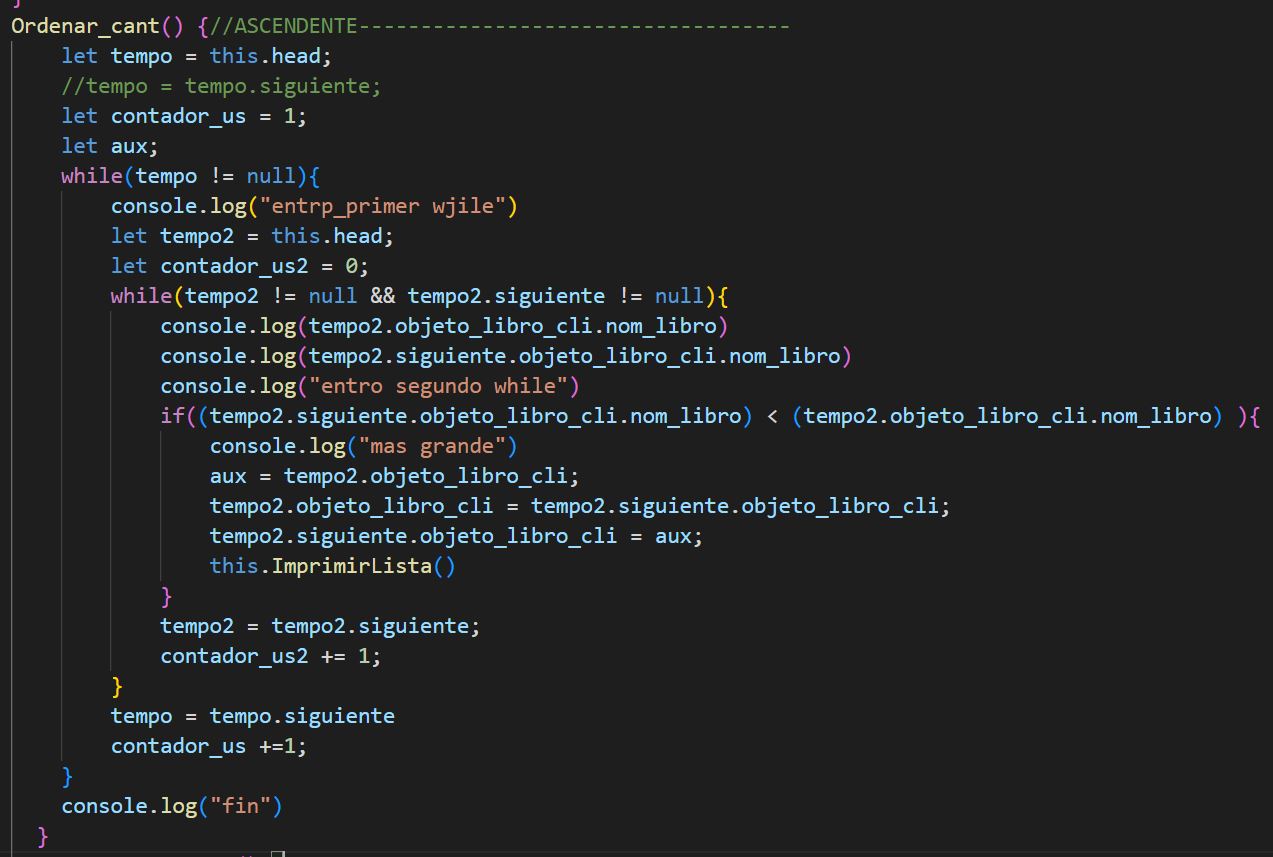 }
Ordenar_cant() {//ASCENDENTE-----------------------------------
let tempo = this.head;
//tempo = tempo.siguiente;
let contador_us = 1;
let aux;
while(tempo != null){
console.log("entrp_primer wjile")
let tempo2 = this.head;
let contador_us2 = 0;
while(tempo2 != null && tempo2.siguiente != null){
console.log(tempo2.objeto_libro_cli.nom_libro)
console.log(tempo2.siguiente.objeto_libro_cli.nom_libro)
console.log("entro segundo while")
if((tempo2.siguiente.objeto_libro_cli.nom_libro) < (tempo2.objeto_libro_cli.nom_libro) ){
console.log("mas grande")
aux = tempo2.objeto_libro_cli;
tempo2.objeto_libro_cli = tempo2.siguiente.objeto_libro_cli;
tempo2.siguiente.objeto_libro_cli = aux;
this.ImprimirLista()
}
tempo2 = tempo2.siguiente;
contador_us2 += 1;
}
tempo = tempo.siguiente
contador_us +=1;
}
console.log("fin")
}